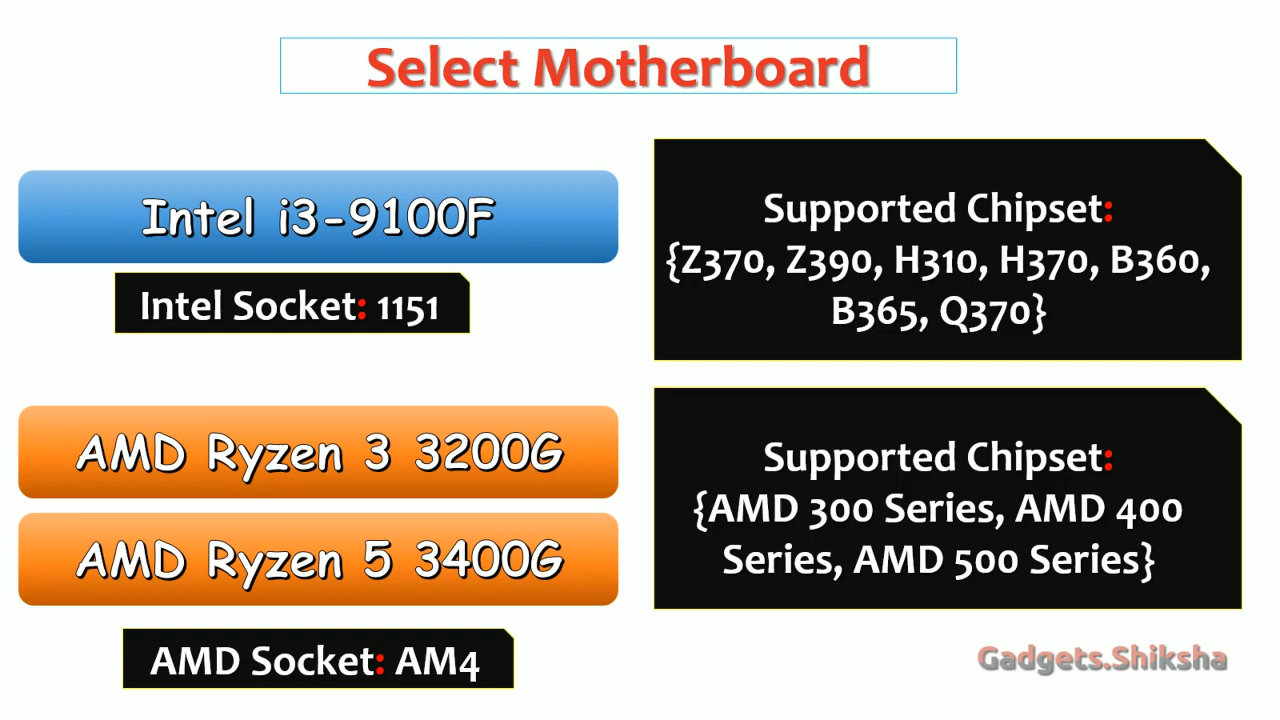 Select Motherboard
Intel i3-9100F
Intel Socket: 1151
Supported Chipset:
{Z370, Z390, H310, H370, B360,
B365, Q370}
AMD Ryzen 3 3200G
AMD Ryzen 5 3400G
AMD Socket: AM4
Supported Chipset:
{AMD 300 Series, AMD 400
Series, AMD 500 Series}
Gadgets.Shiksha